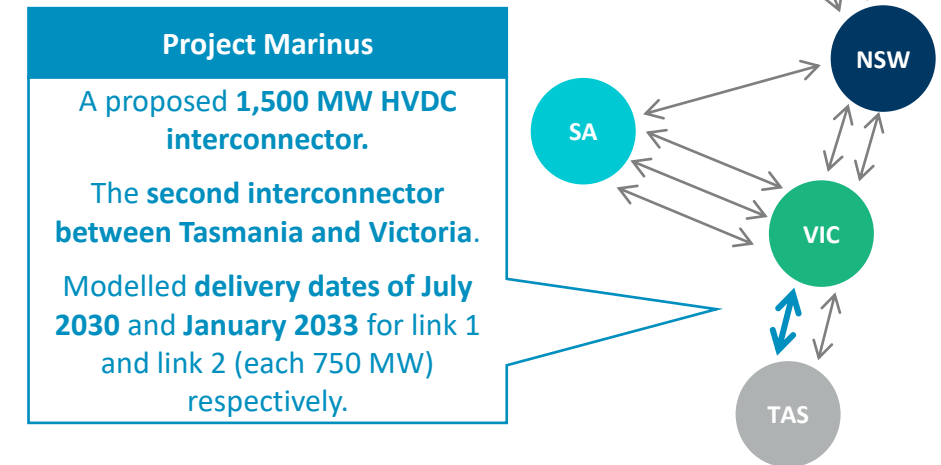 Project Marinus
A proposed 1,500 MW HVDC
interconnector.
The second interconnector
between Tasmania and Victoria.
Modelled delivery dates of July
2030 and January 2033 for link 1
and link 2 (each 750 MW)
respectively.
NSW
SA
VIC
TAS